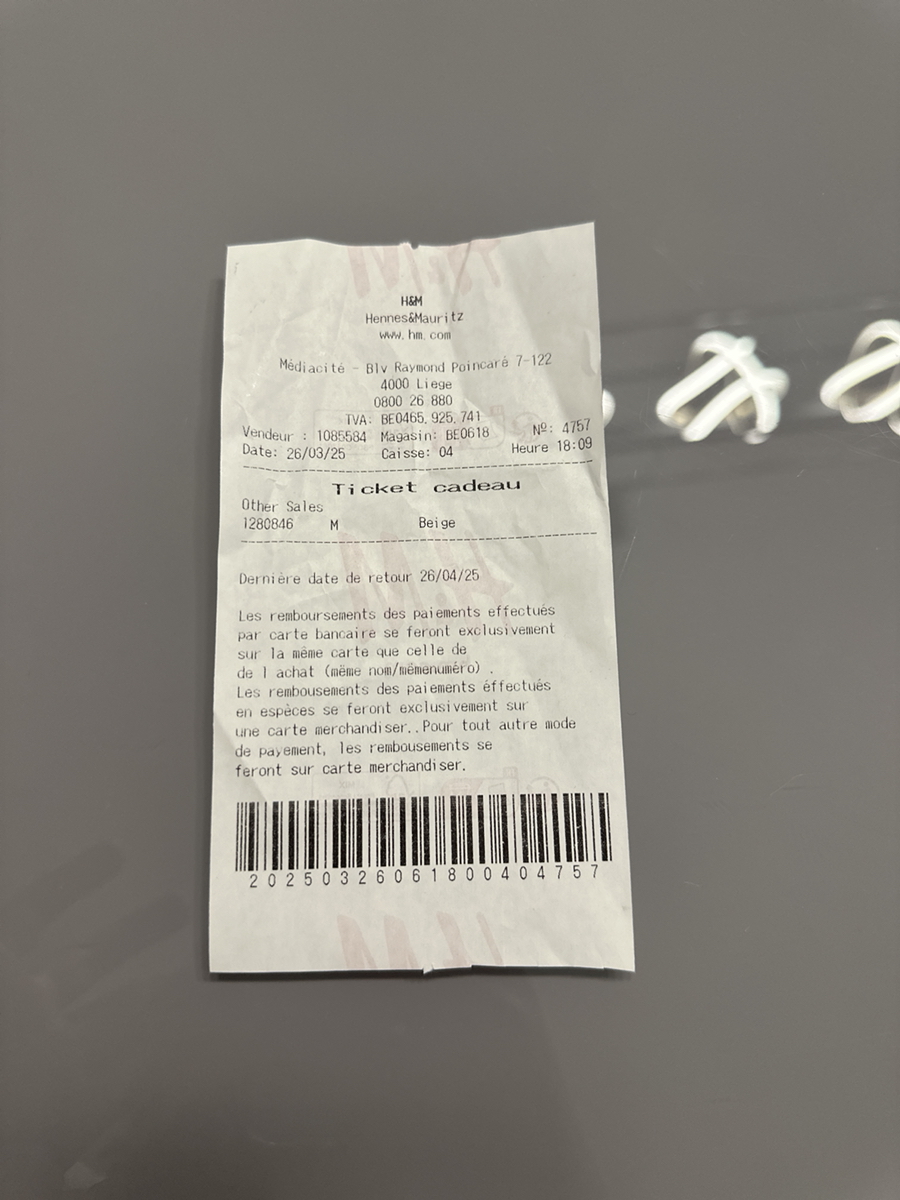 H&M
Hennes&Mauritz
www.hm.com
Médiacité - Blv Raymond Poincaré 7-122
4000 Liege
0800 26 880
TVA: BE0465.925.741
Vendeur : 1085584 Magasin: BE0618 Nº: 4757
Date: 26/03/25 Caisse: 04 Heure 18:09
Ticket cadeau
Other Sales
1280846 M Beige
Dernière date de retour 26/04/25
Les remboursements des paiements effectués
par carte bancaire se feront exclusivement
sur la même carte que celle de
de l achat (même nom/mêmenuméro) .
Les rembousements des paiements éffectués
en espèces se feront exclusivement sur
une carte merchandiser..Pour tout autre mode
de payement, les rembousements se
feront sur carte merchandiser.
20250326061800404757